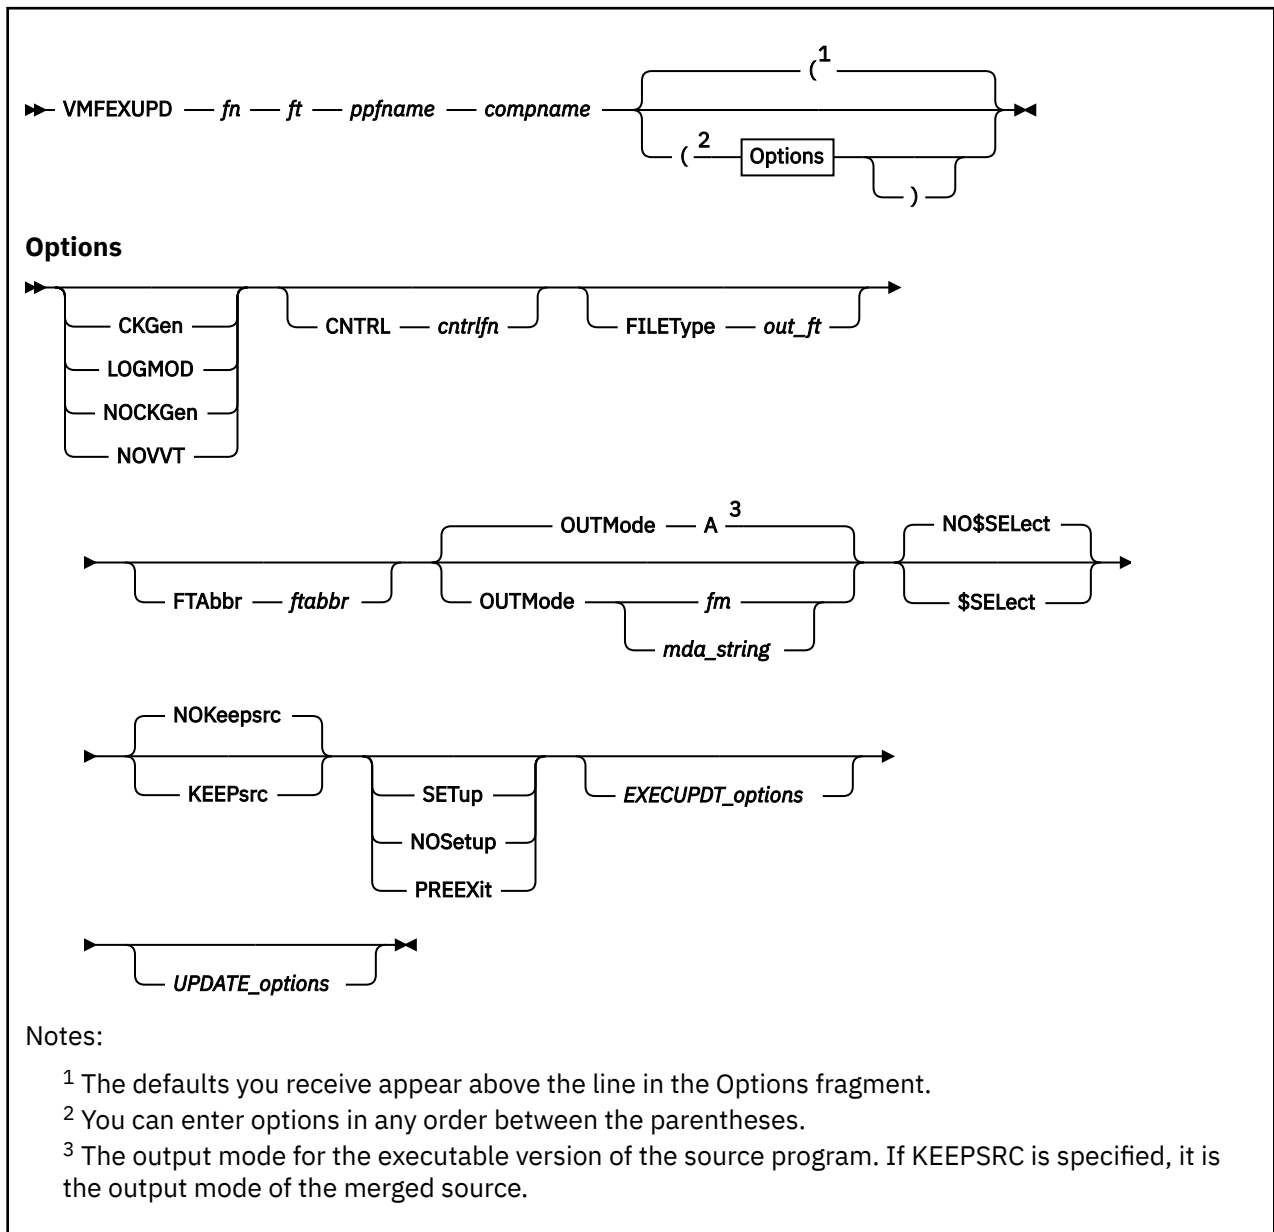 ( 1
VMFEXUPD fn ft ppfname compname
( 2 Options
)
Options
CKGen CNTRL cntrlfn FILEType out_ft
LOGMOD
NOCKGen
NOVVT
OUTMode A 3 NO$SELect
FTAbbr ftabbr OUTMode fm $SELect
mda_string
NOKeepsrc
KEEPsrc SETup EXECUPDT_options
NOSetup
PREEXit
UPDATE_options
Notes:
1 The defaults you receive appear above the line in the Options fragment.
2 You can enter options in any order between the parentheses.
3 The output mode for the executable version of the source program. If KEEPSRC is specified, it is
the output mode of the merged source.